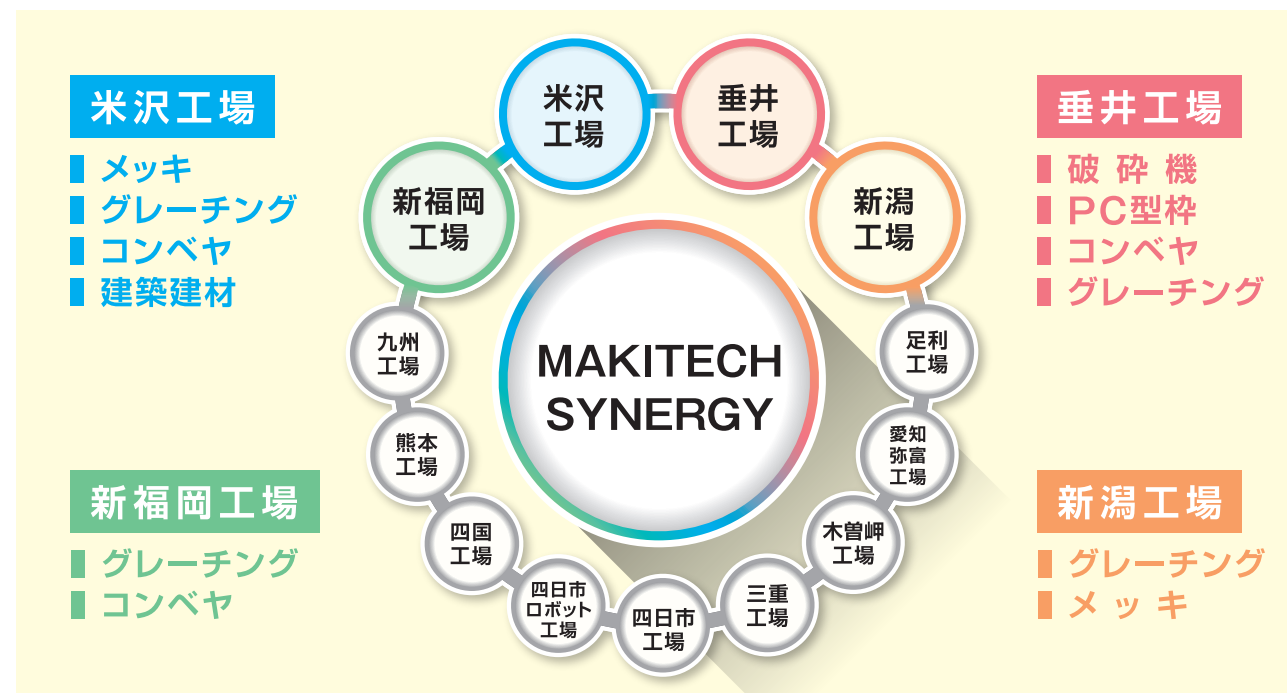 米沢工場
メッキ
グレーチング
コンベヤ
建築建材
新福岡工場
グレーチング
コンベヤ
米沢
工場
垂井
工場
新福岡
工場
新潟
工場
九州
工場
足利
工場
熊本
工場
愛知
弥富
工場
四国
工場
木曽岬
工場
四日市
ロボット
工場
四日市
工場
三重
工場
MAKITECH
SYNERGY
垂井工場
破砕機
PC型枠
コンベヤ
グレーチング
新潟工場
グレーチング
メッキ